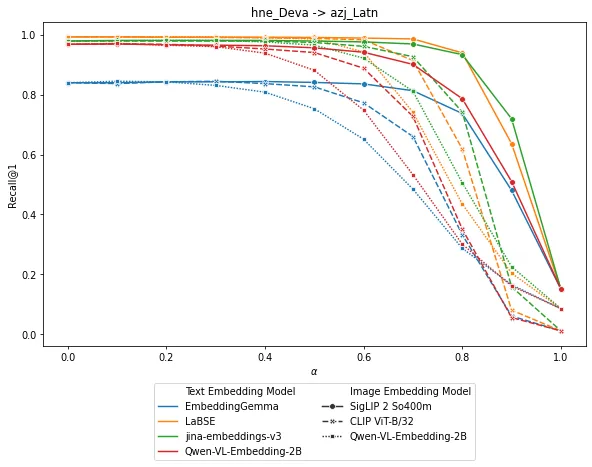 hne_Deva -> azj_Latn
Recall@1
1.0
0.8
0.6
0.4
0.2
0.0
0.0 0.2 0.4 0.6 0.8 1.0
α
Text Embedding Model Image Embedding Model
EmbeddingGemma SigLIP 2 So400m
LaBSE CLIP ViT-B/32
jina-embeddings-v3 Qwen-VL-Embedding-2B
Qwen-VL-Embedding-2B